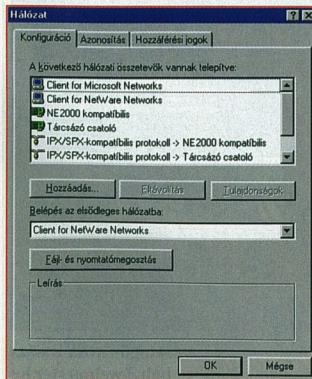 Hálózat
Konfiguráció
Azonosítás
Hozzáférési jogok
A következő hálózati összetevők vannak telepítve:
Client for Microsoft Networks
Client for NetWare Networks
NE2000 kompatibilis
Tárcsázó csatoló
IPX/SPX-kompatibilis protokoll -> NE2000 kompatibilis
IPX/SPX-kompatibilis protokoll -> Tárcsázó csatoló
Hozzáadás...
Eltávolítás
Tulajdonságok
Belépés az elsődleges hálózatba:
Client for NetWare Networks
Fájl- és nyomtatómegosztás
Leírás
OK
Mégse